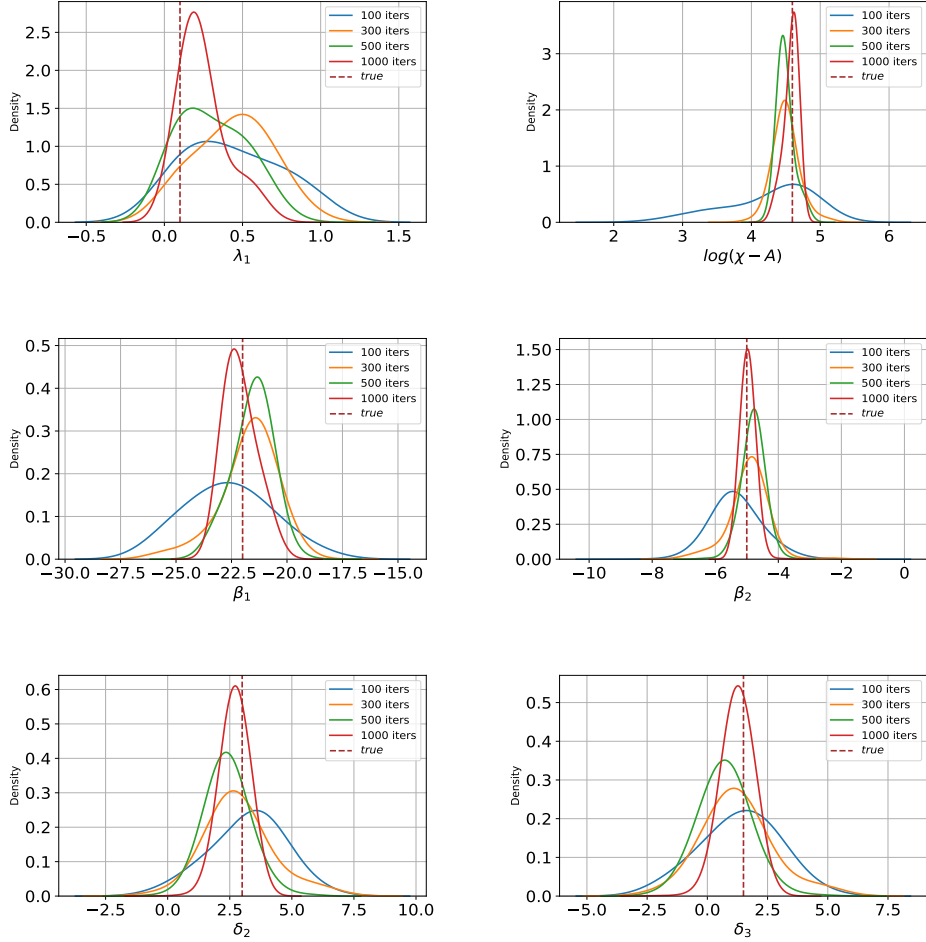 2.5
2.0
1.5
1.0
0.5
0.0
Density
−0.5 0.0 0.5 1.0 1.5
λ1
100 iters
300 iters
500 iters
1000 iters
true
3
2
1
0
Density
2 3 4 5 6
log(χ − A)
100 iters
300 iters
500 iters
1000 iters
true
0.5
0.4
0.3
0.2
0.1
0.0
Density
−30.0 −27.5 −25.0 −22.5 −20.0 −17.5 −15.0
β1
100 iters
300 iters
500 iters
1000 iters
true
1.50
1.25
1.00
0.75
0.50
0.25
0.00
Density
−10 −8 −6 −4 −2 0
β2
100 iters
300 iters
500 iters
1000 iters
true
0.6
0.5
0.4
0.3
0.2
0.1
0.0
Density
−2.5 0.0 2.5 5.0 7.5 10.0
δ2
100 iters
300 iters
500 iters
1000 iters
true
0.5
0.4
0.3
0.2
0.1
0.0
Density
−5.0 −2.5 0.0 2.5 5.0 7.5
δ3
100 iters
300 iters
500 iters
1000 iters
true